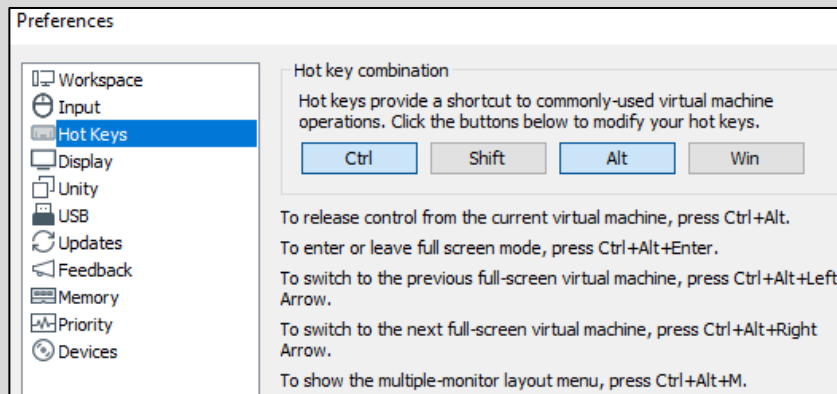 Preferences
Workspace
Input
Hot Keys
Display
Unity
USB
Updates
Feedback
Memory
Priority
Devices
Hot key combination
Hot keys provide a shortcut to commonly-used virtual machine
operations. Click the buttons below to modify your hot keys.
Ctrl Shift Alt Win
To release control from the current virtual machine, press Ctrl+Alt.
To enter or leave full screen mode, press Ctrl+Alt+Enter.
To switch to the previous full-screen virtual machine, press Ctrl+Alt+Left
Arrow.
To switch to the next full-screen virtual machine, press Ctrl+Alt+Right
Arrow.
To show the multiple-monitor layout menu, press Ctrl+Alt+M.